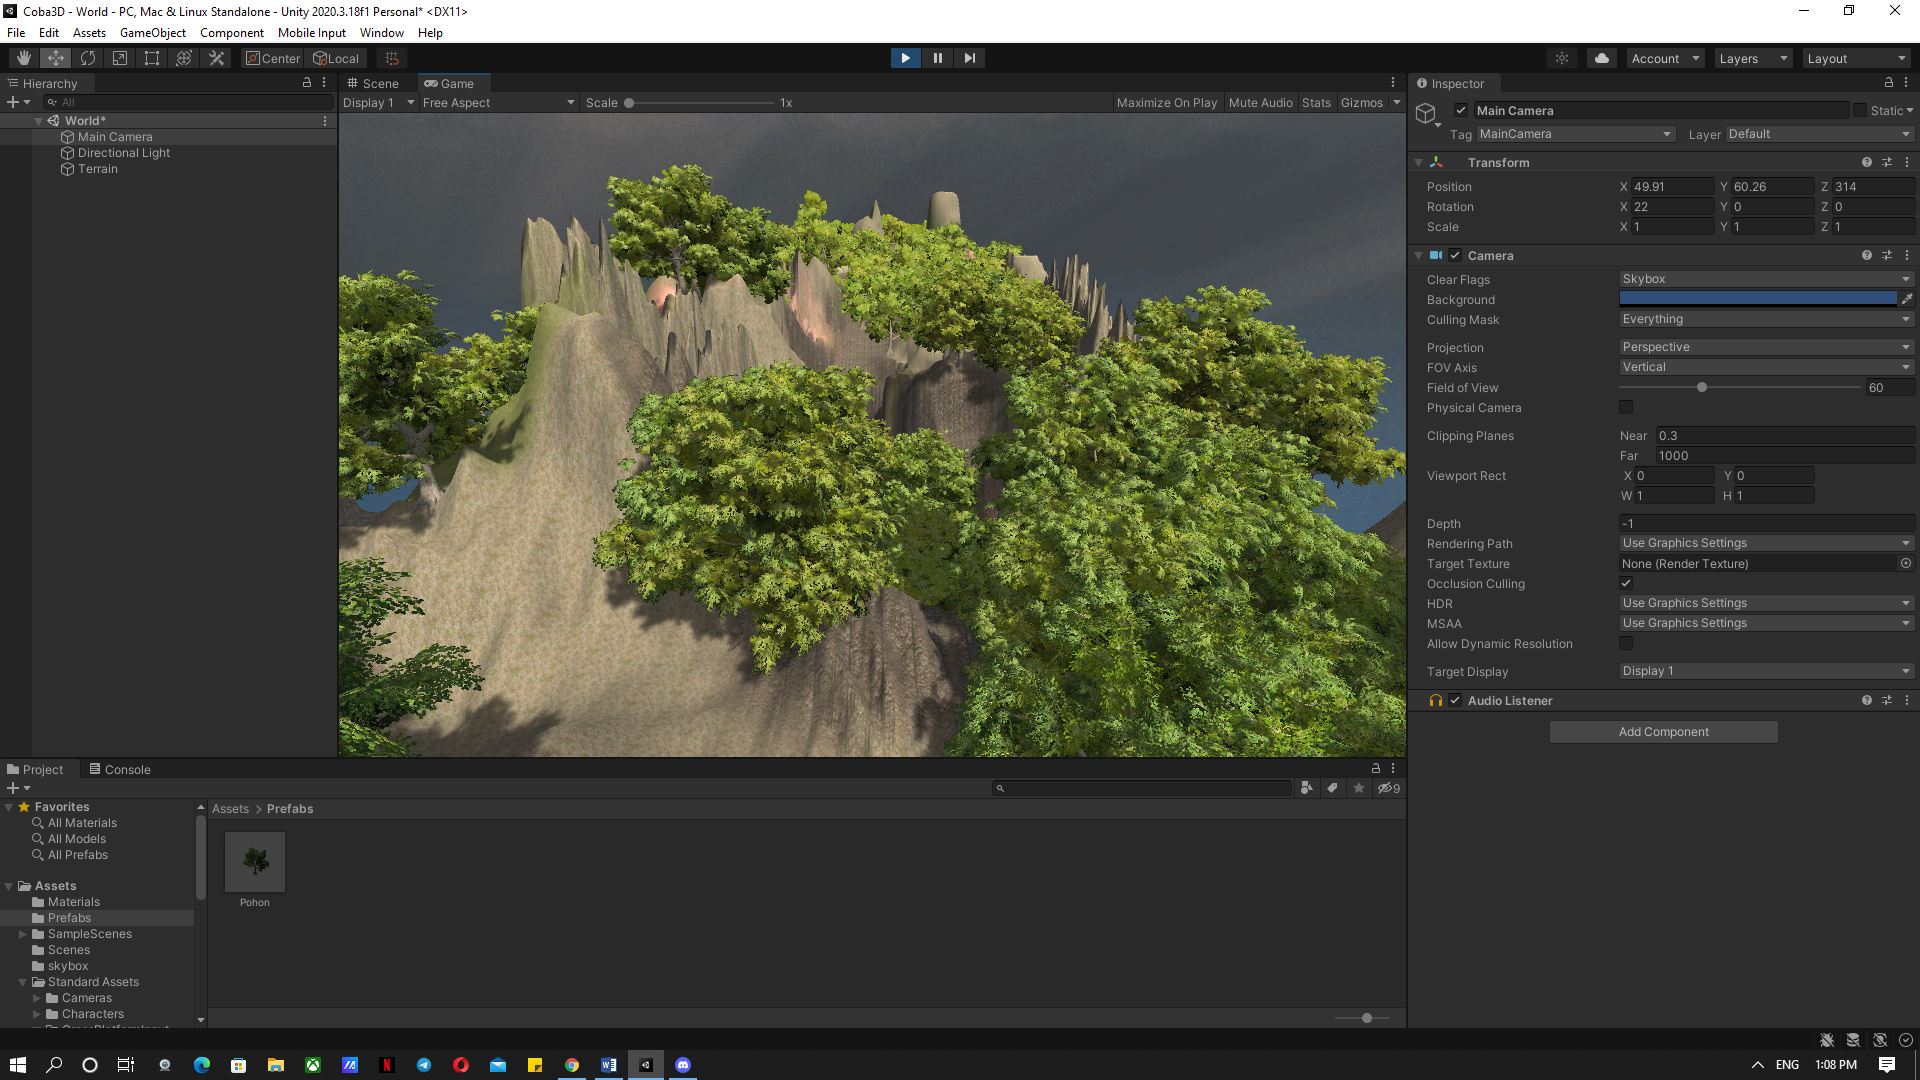 Coba3D - World - PC, Mac & Linux Standalone - Unity 2020.3.18f1 Personal* <DX11>
File Edit Assets GameObject Component Mobile Input Window Help
Center Local
Account Layers Layout
Hierarchy
All
World*
Main Camera
Directional Light
Terrain
Scene Game
Display 1 Free Aspect Scale 1x Maximize On Play Mute Audio Stats Gizmos
Inspector
Main Camera Static
Tag MainCamera Layer Default
Transform
Position X 49.91 Y 60.26 Z 314
Rotation X 22 Y 0 Z 0
Scale X 1 Y 1 Z 1
Camera
Clear Flags Skybox
Background
Culling Mask Everything
Projection Perspective
FOV Axis Vertical
Field of View 60
Physical Camera
Clipping Planes Near 0.3
Far 1000
Viewport Rect X 0 Y 0
W 1 H 1
Depth -1
Rendering Path Use Graphics Settings
Target Texture None (Render Texture)
Occlusion Culling
HDR Use Graphics Settings
MSAA Use Graphics Settings
Allow Dynamic Resolution
Target Display Display 1
Audio Listener
Add Component
Project Console
9
Favorites
All Materials
All Models
All Prefabs
Assets
Materials
Prefabs
SampleScenes
Scenes
skybox
Standard Assets
Cameras
Characters
Assets > Prefabs
Pohon
ENG 1:08 PM